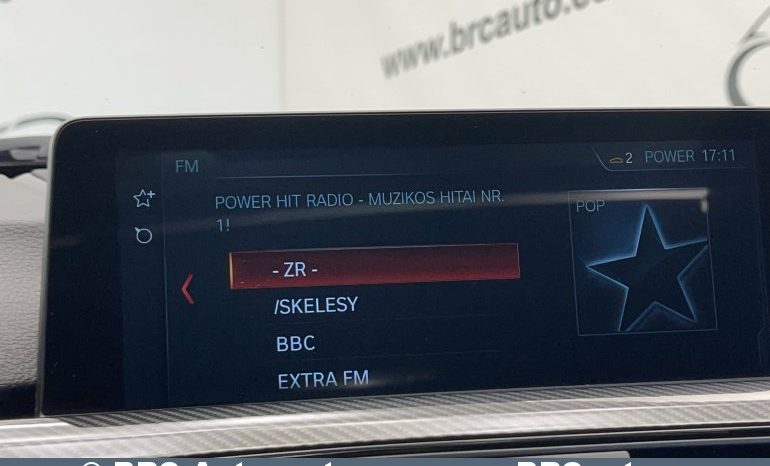 www.brcauto.co
FM
2 POWER 17:11
POWER HIT RADIO - MUZIKOS HITAI NR.
1!
POP
- ZR -
/SKELESY
BBC
EXTRA FM